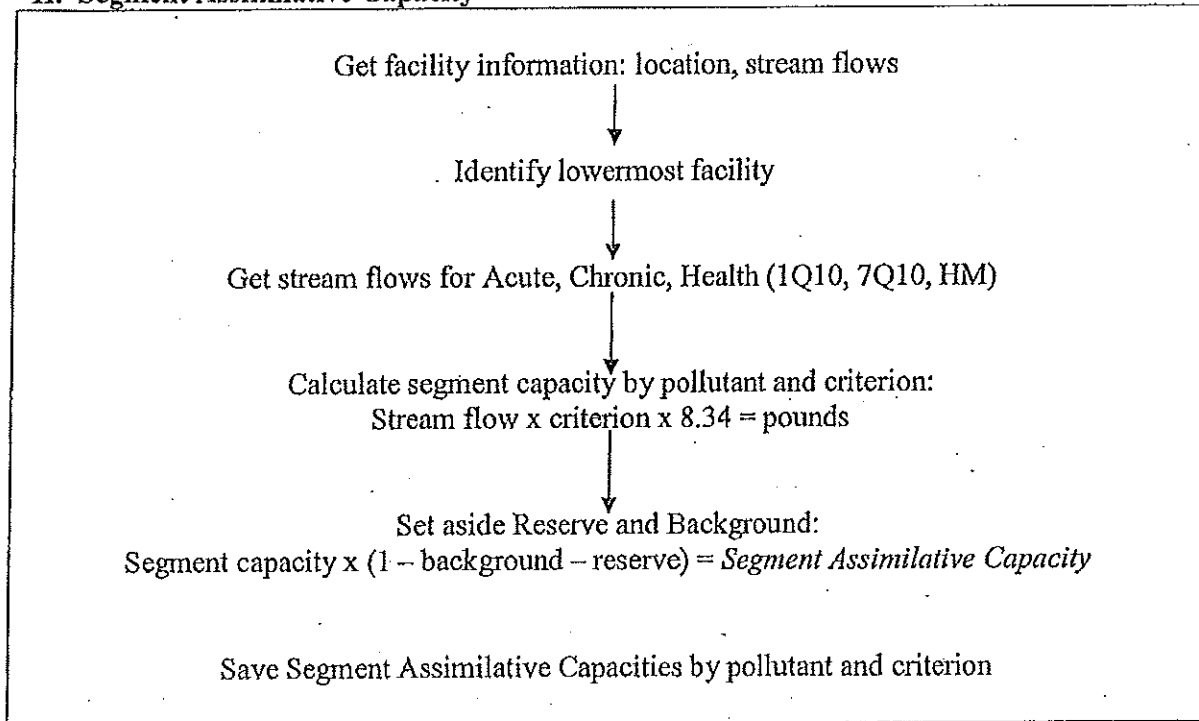 Get facility information: location, stream flows
Identify lowermost facility
Get stream flows for Acute, Chronic, Health (1Q10, 7Q10, HM)
Calculate segment capacity by pollutant and criterion:
Stream flow x criterion x 8.34 = pounds
Set aside Reserve and Background:
Segment capacity x (1 – background – reserve) = Segment Assimilative Capacity
Save Segment Assimilative Capacities by pollutant and criterion